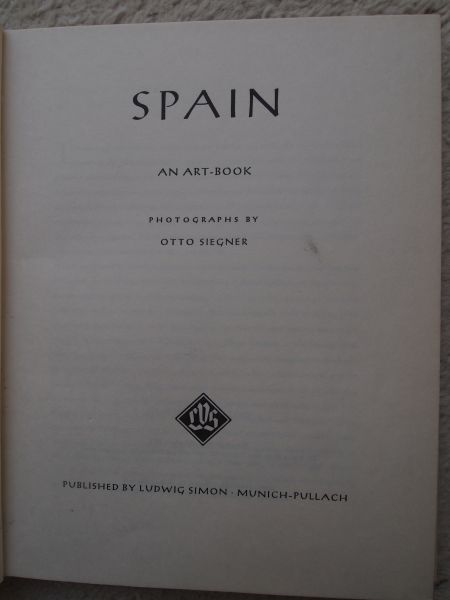 SPAIN
AN ART-BOOK
PHOTOGRAPHS BY
OTTO SIEGNER
LVS
PUBLISHED BY LUDWIG SIMON · MUNICH-PULLACH